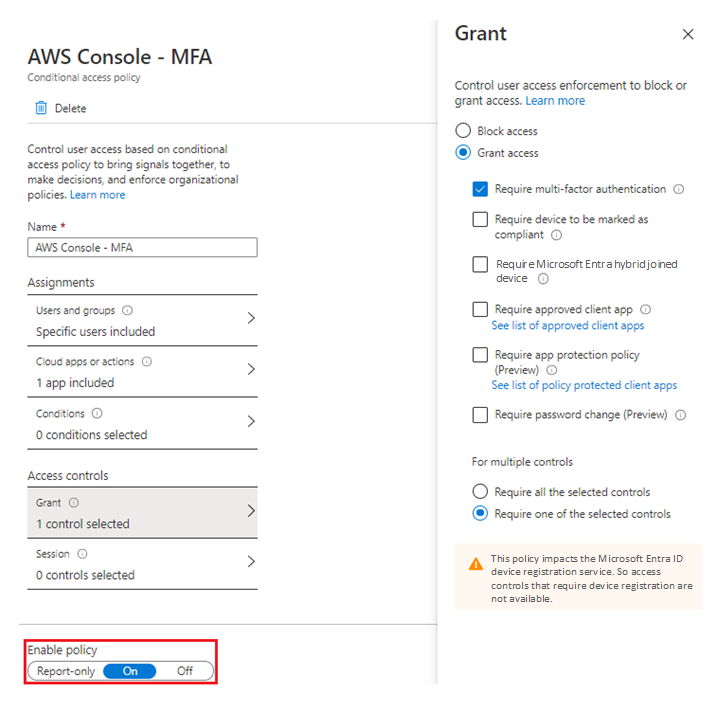 AWS Console - MFA
Conditional access policy
Delete
Control user access based on conditional
access policy to bring signals together, to
make decisions, and enforce organizational
policies. Learn more
Name *
AWS Console - MFA
Assignments
Users and groups
Specific users included
Cloud apps or actions
1 app included
Conditions
0 conditions selected
Access controls
Grant
1 control selected
Session
0 controls selected
Enable policy
Report-only On Off
Grant
Control user access enforcement to block or
grant access. Learn more
Block access
Grant access
Require multi-factor authentication
Require device to be marked as
compliant
Require Microsoft Entra hybrid joined
device
Require approved client app
See list of approved client apps
Require app protection policy
(Preview)
See list of policy protected client apps
Require password change (Preview)
For multiple controls
Require all the selected controls
Require one of the selected controls
This policy impacts the Microsoft Entra ID
device registration service. So access
controls that require device registration are
not available.